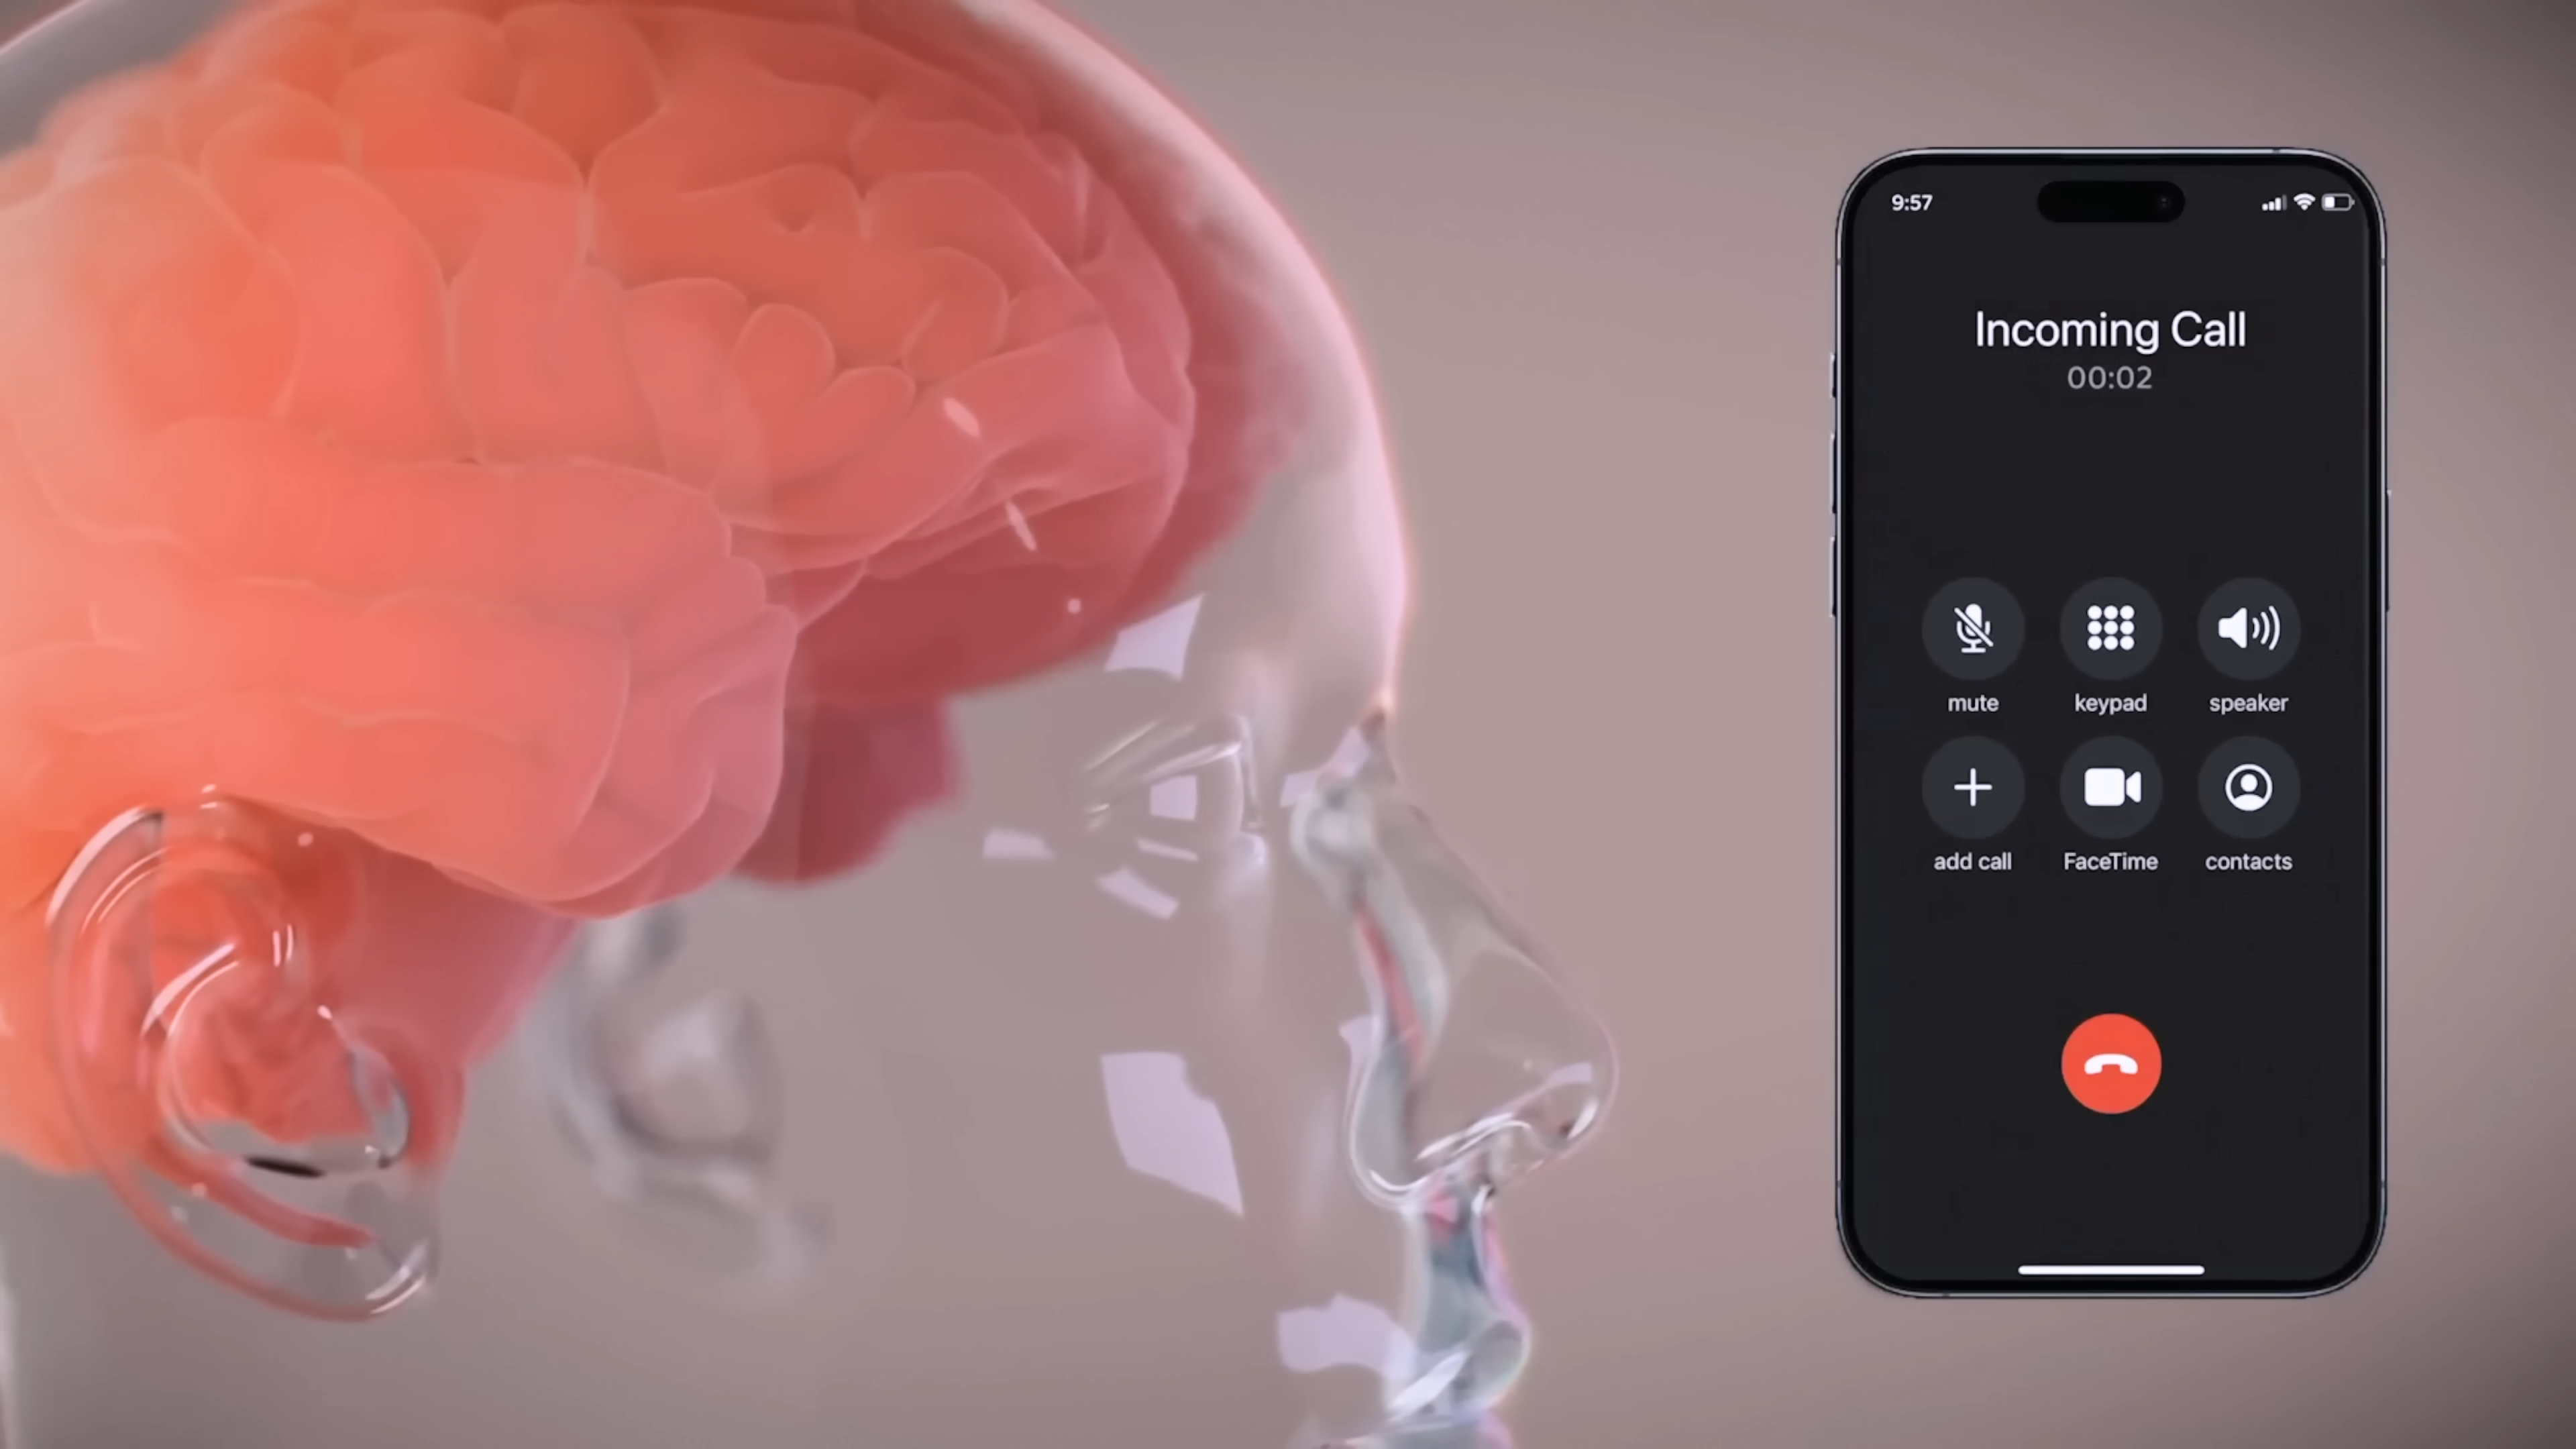 9:57
Incoming Call
00:02
mute keypad speaker
add call FaceTime contacts